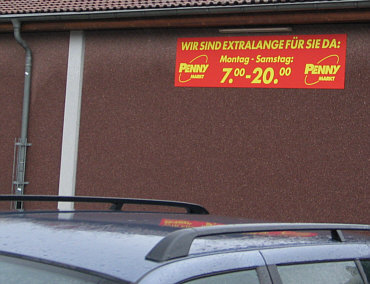 WIR SIND EXTRALANGE FÜR SIE DA:
Montag - Samstag:
PENNY MARKT 7.00 - 20.00 PENNY MARKT